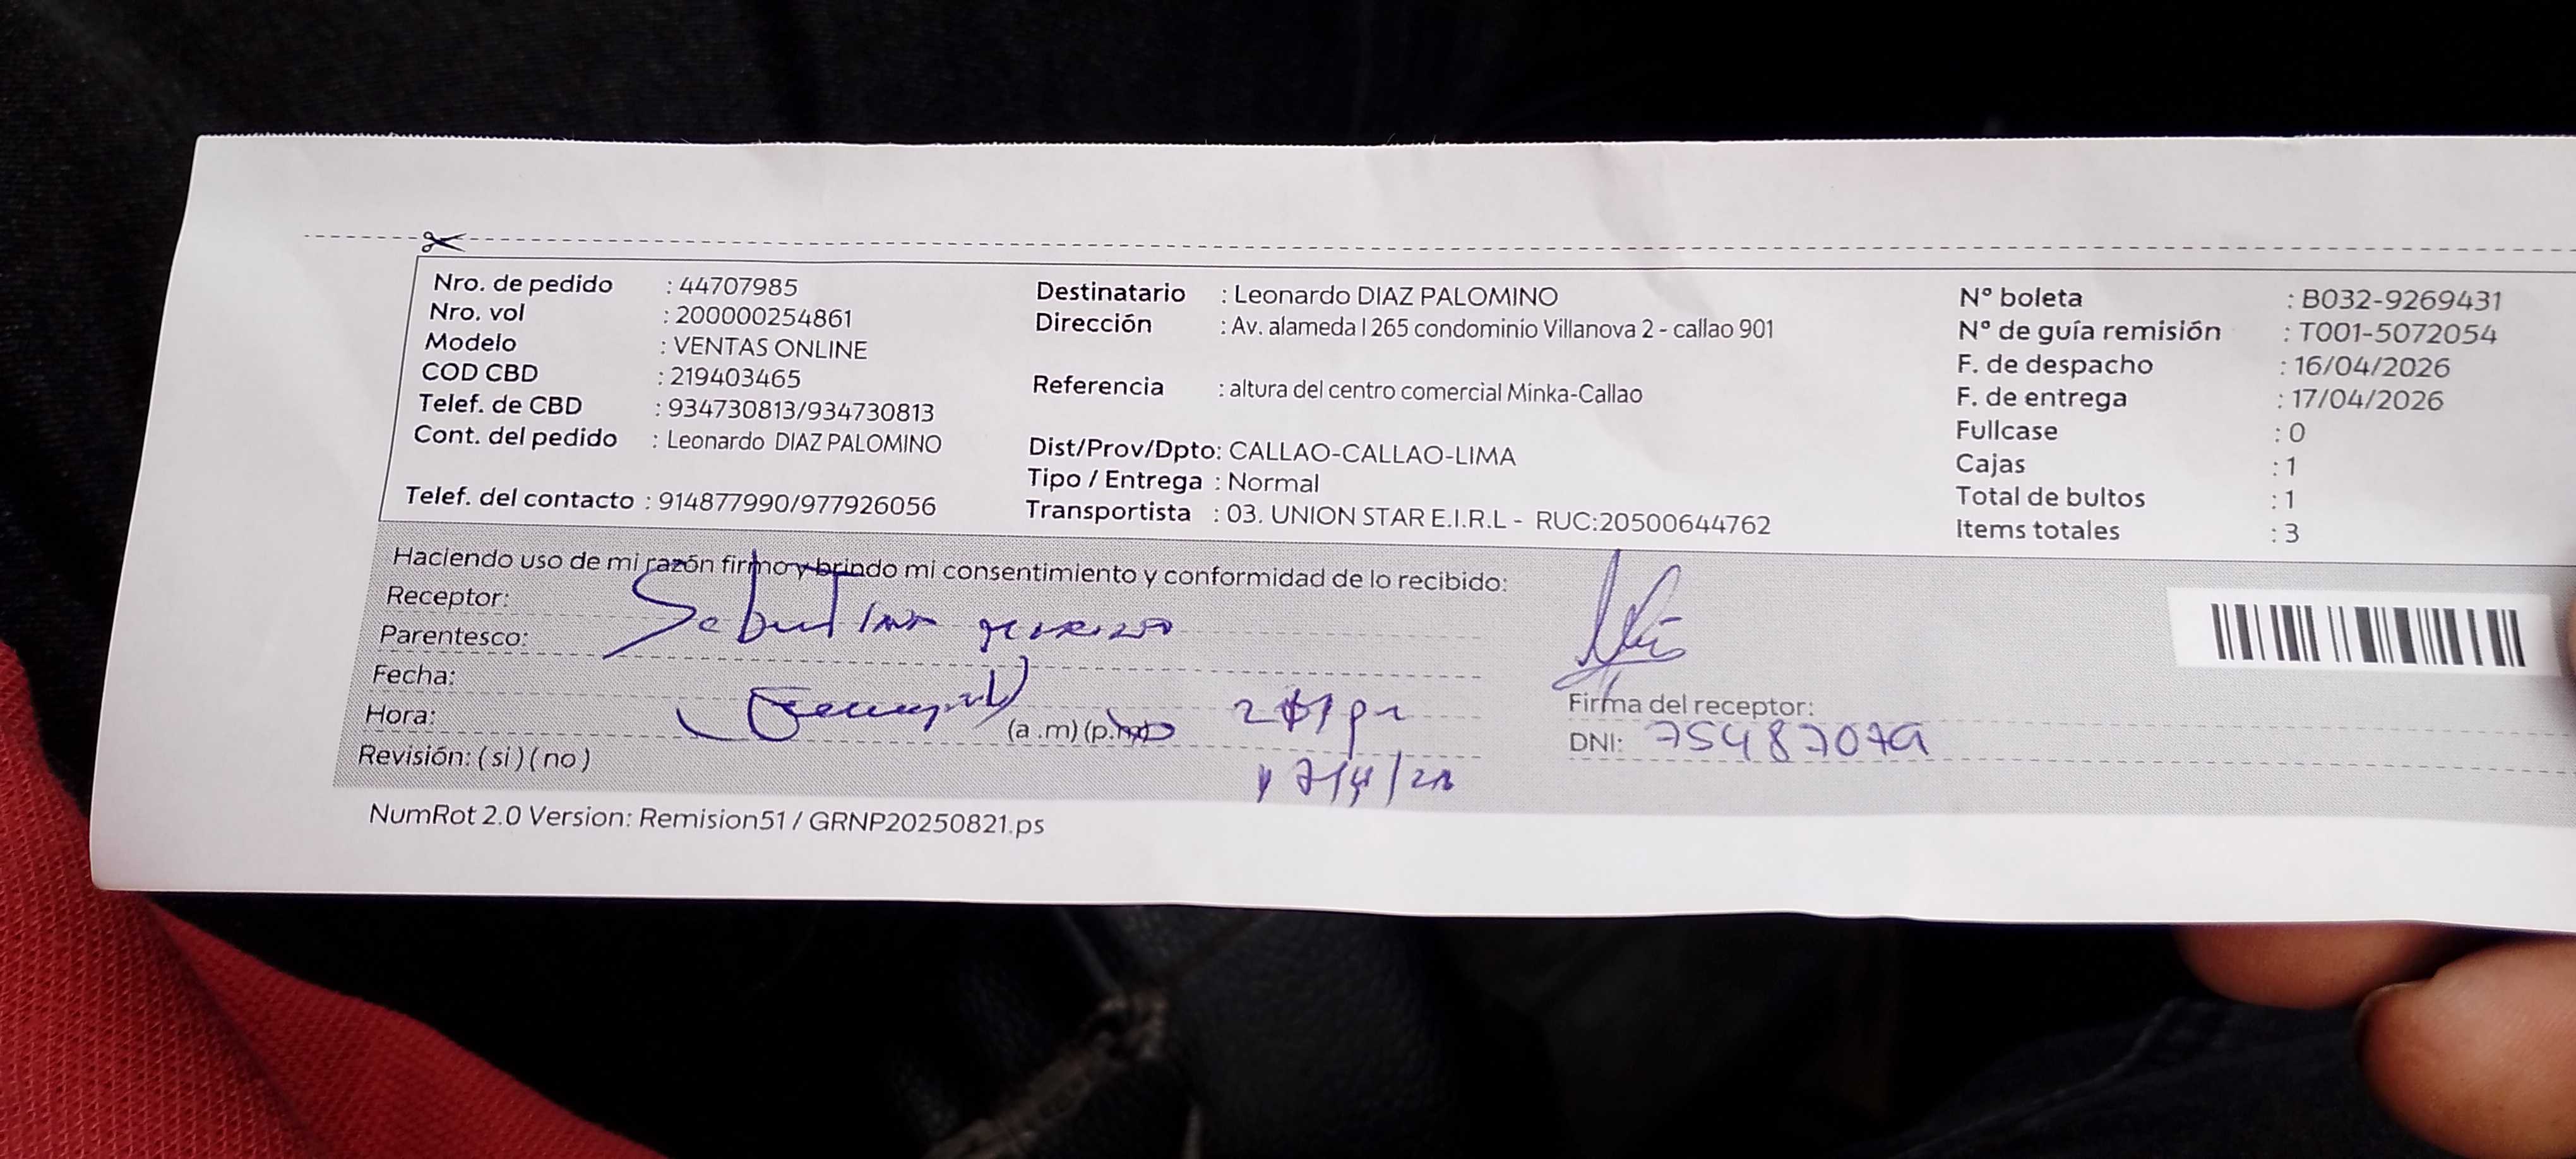 Nro. de pedido : 44707985
Nro. vol : 200000254861
Modelo : VENTAS ONLINE
COD CBD : 219403465
Telef. de CBD : 934730813/934730813
Cont. del pedido : Leonardo DIAZ PALOMINO
Telef. del contacto : 914877990/977926056
Destinatario : Leonardo DIAZ PALOMINO
Dirección : Av. alameda l 265 condominio Villanova 2 - callao 901
Referencia : altura del centro comercial Minka-Callao
Dist/Prov/Dpto: CALLAO-CALLAO-LIMA
Tipo / Entrega : Normal
Transportista : 03. UNION STAR E.I.R.L - RUC:20500644762
N° boleta : B032-9269431
N° de guía remisión : T001-5072054
F. de despacho : 16/04/2026
F. de entrega : 17/04/2026
Fullcase : 0
Cajas : 1
Total de bultos : 1
Items totales : 3
Haciendo uso de mi razón firmo y brindo mi consentimiento y conformidad de lo recibido:
Receptor:
Parentesco:
Fecha:
Hora: (a .m) (p.m)
Revisión: ( si ) ( no )
Firma del receptor:
DNI:
NumRot 2.0 Version: Remision51 / GRNP20250821.ps